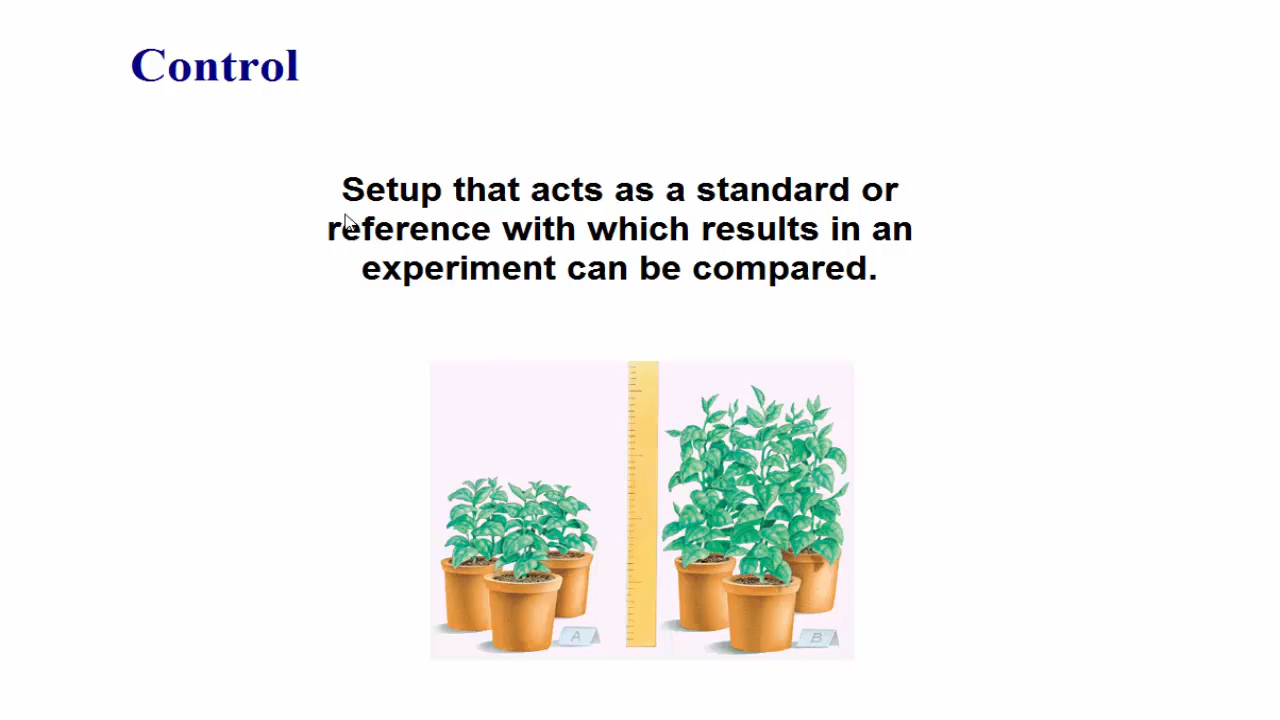 Control
Setup that acts as a standard or
reference with which results in an
experiment can be compared.
A
B